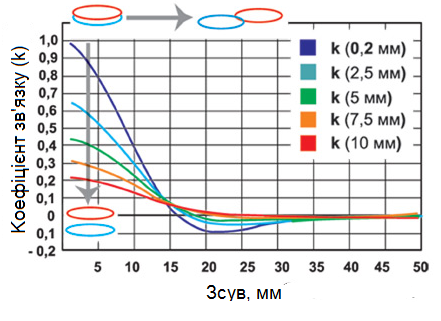 Коефіцієнт зв'язку (k)
1,0
0,9
0,8
0,7
0,6
0,5
0,4
0,3
0,2
0,1
0
0,1
- 0,2
k (0,2 мм)
k (2,5 мм)
k (5 мм)
k (7,5 мм)
k (10 мм)
5 10 15 20 25 30 35 40 45 50
Зсув, мм